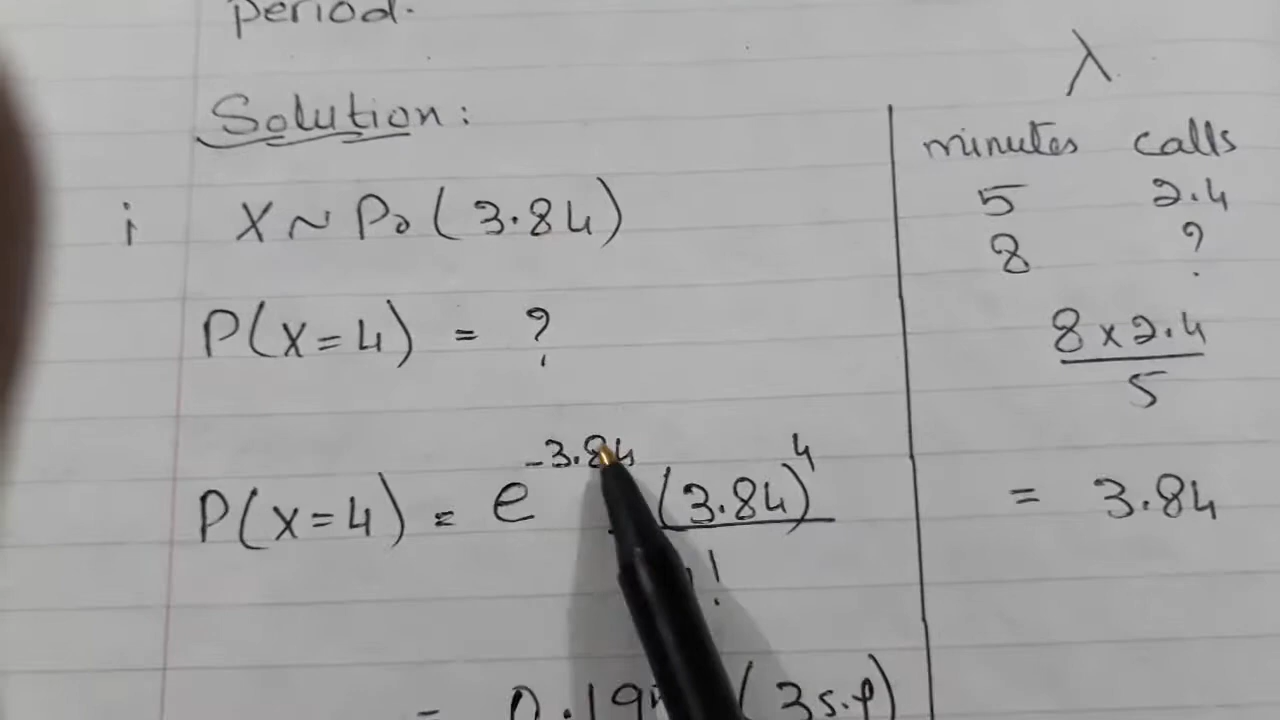 period.
Solution:
i X ~ Po (3.84)
P(X=4) = ?
P(X=4) = e^-3.84 (3.84)^4
!
= (3s.f)
λ
minutes calls
5 2.4
8 ?
8 x 2.4
5
= 3.84